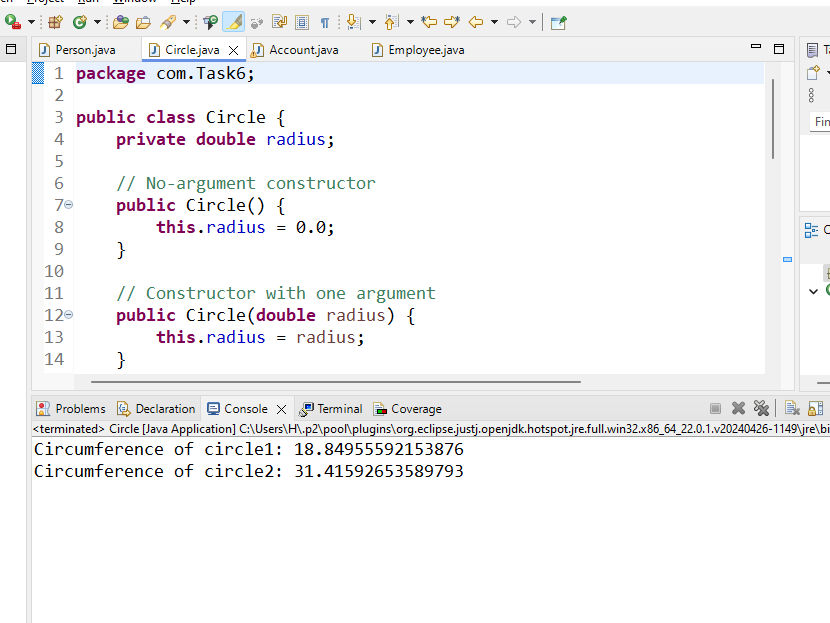 Run
Person.java Circle.java Account.java Employee.java
1 package com.Task6;
2
3 public class Circle {
4 private double radius;
5
6 // No-argument constructor
7 public Circle() {
8 this.radius = 0.0;
9 }
10
11 // Constructor with one argument
12 public Circle(double radius) {
13 this.radius = radius;
14 }
Fin
Problems Declaration Console Terminal Coverage
<terminated> Circle [Java Application] C:\Users\H\.p2\pool\plugins\org.eclipse.justj.openjdk.hotspot.jre.full.win32.x86_64_22.0.1.v20240426-1149\jre\bi
Circumference of circle1: 18.84955592153876
Circumference of circle2: 31.41592653589793